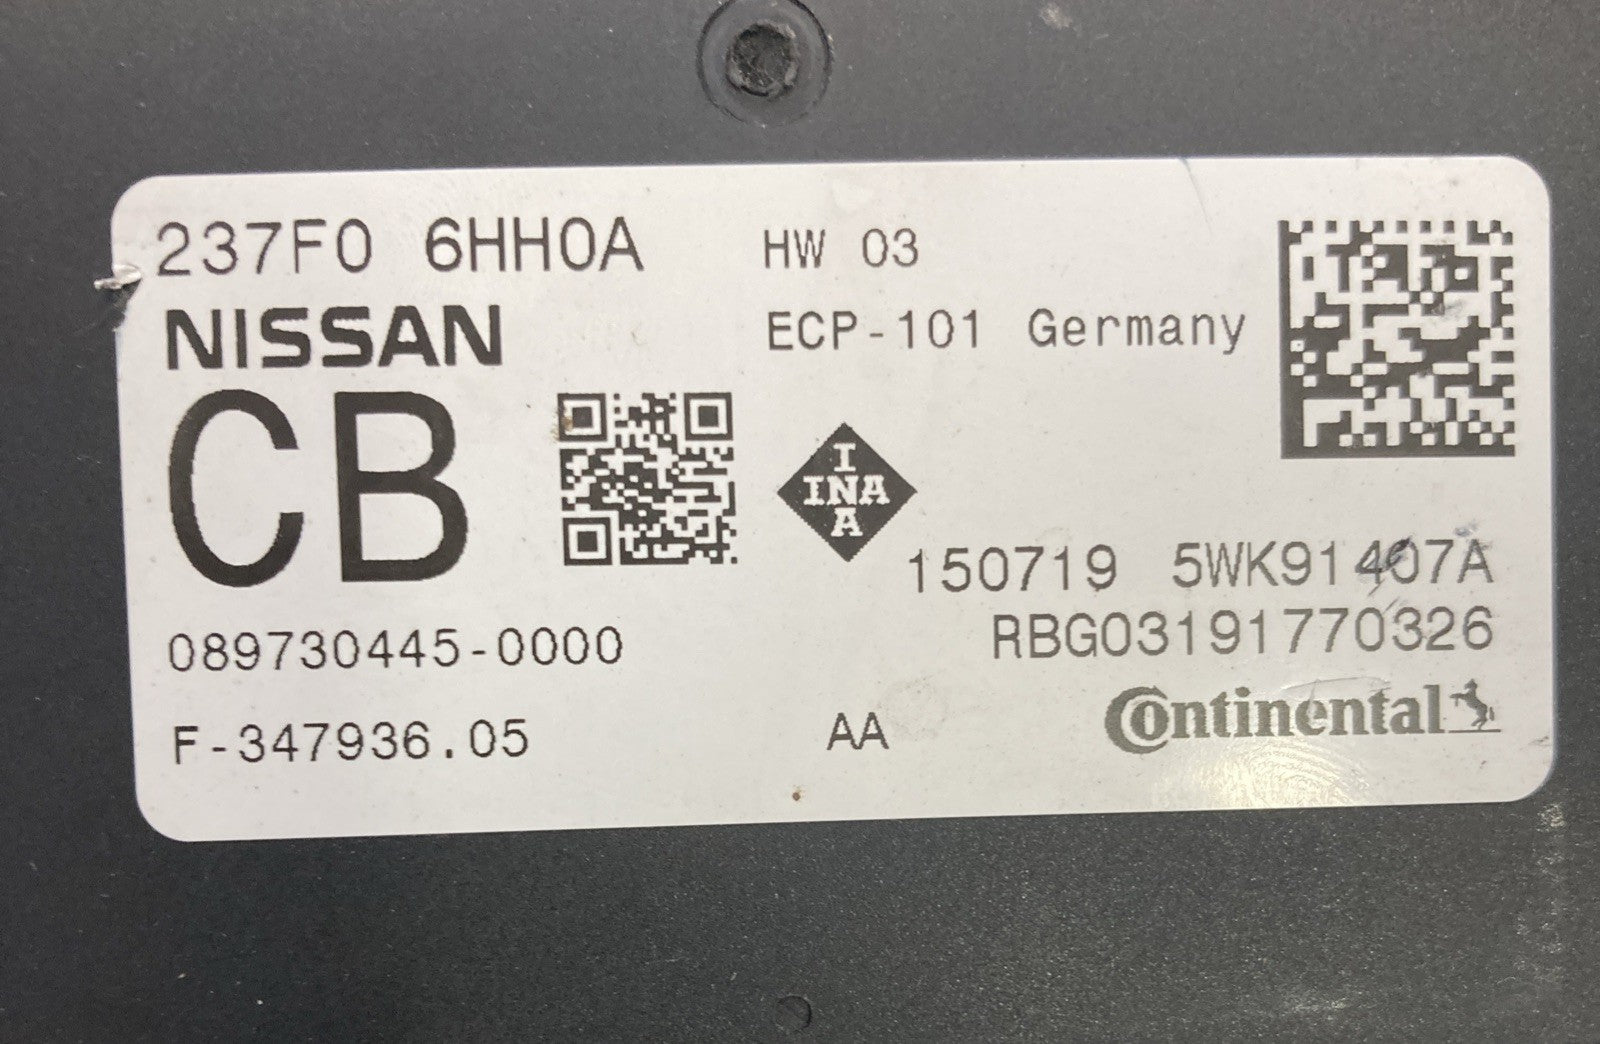 237F0 6HH0A
HW 03
NISSAN
ECP-101 Germany
CB
INA
INA
150719 5WK91407A
089730445-0000
RBG03191770326
F-347936.05
AA
Continental